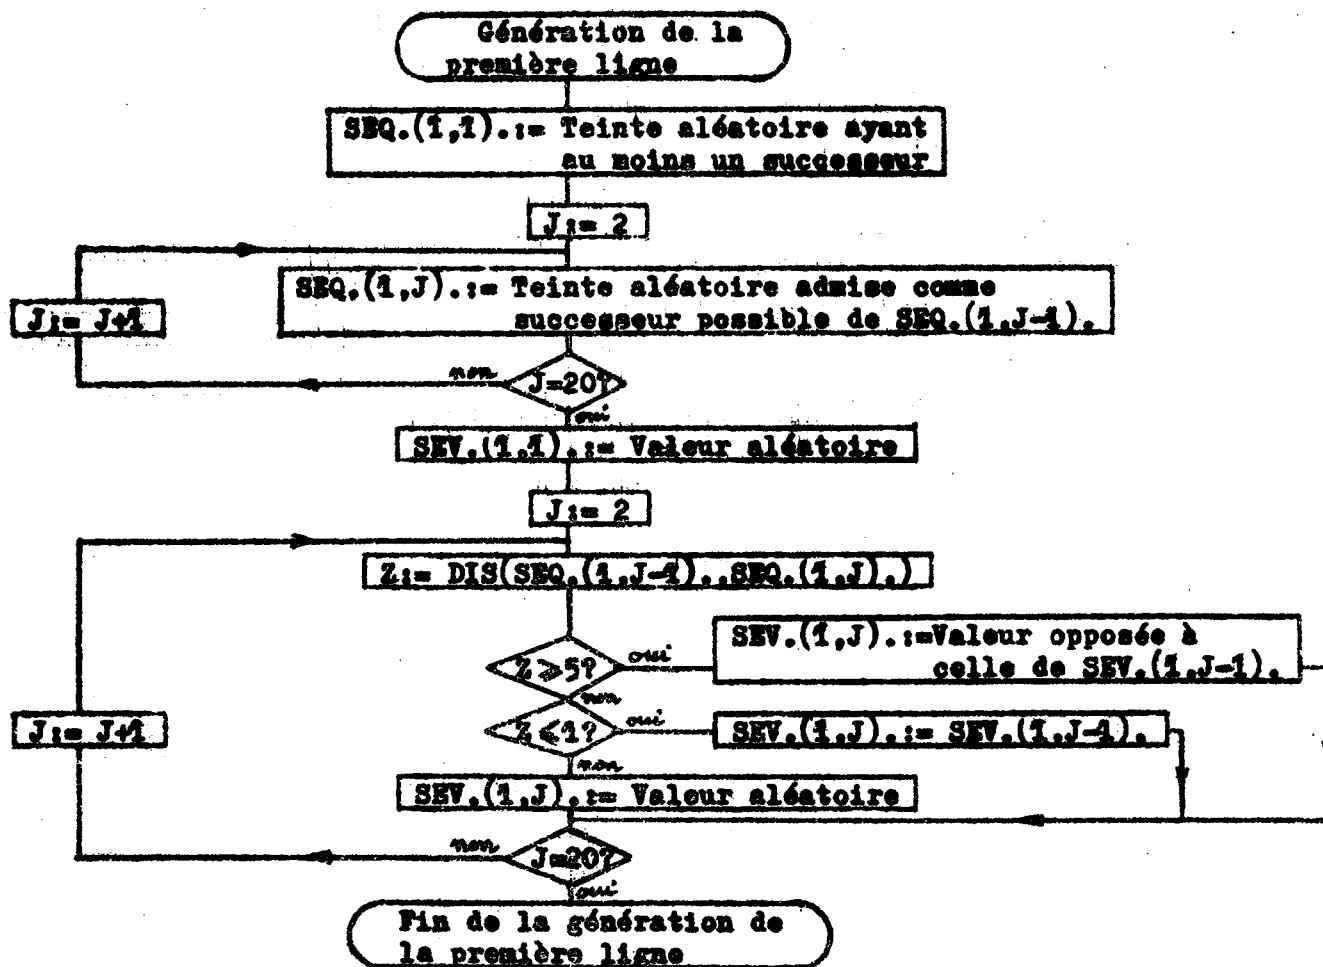 Génération de la
première ligne
SEQ.(1,1).:= Teinte aléatoire ayant
au moins un successeur
J:= 2
SEQ.(1,J).:= Teinte aléatoire admise comme
successeur possible de SEQ.(1,J-1).
J:= J+1
non
J=20?
oui
SEV.(1,1).:= Valeur aléatoire
J:= 2
Z:= DIS(SEQ.(1,J-1).,SEQ.(1,J).)
SEV.(1,J).:=Valeur opposée à
celle de SEV.(1,J-1).
Z⩾5?
oui
non
J:= J+1
Z⩽1?
oui
SEV.(1,J).:= SEV.(1,J-1).
non
SEV.(1,J).:= Valeur aléatoire
non
J=20?
oui
Fin de la génération de
la première ligne